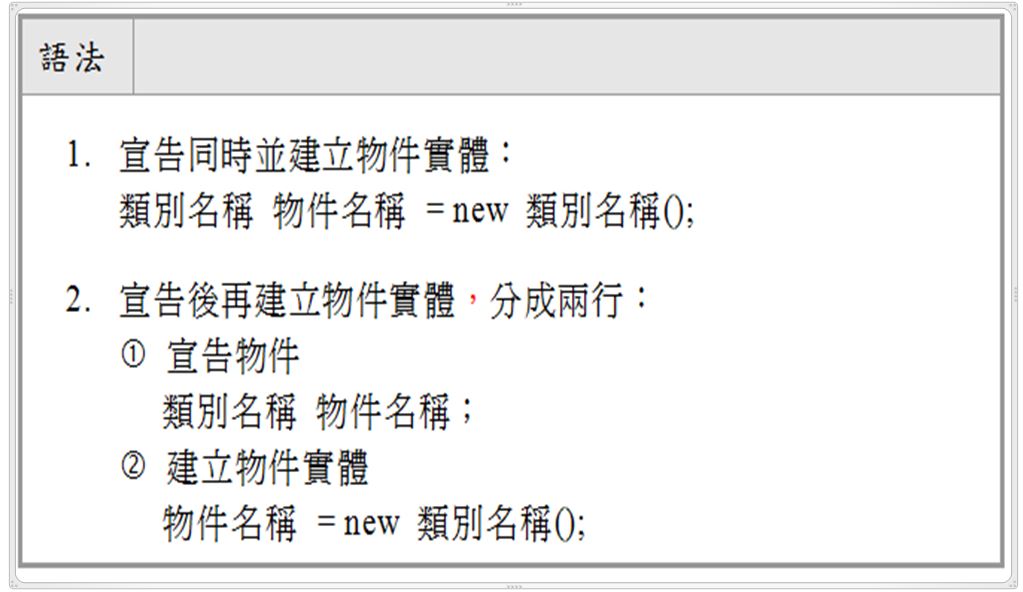 語法
1. 宣告同時並建立物件實體：
類別名稱 物件名稱 = new 類別名稱();
2. 宣告後再建立物件實體，分成兩行：
① 宣告物件
類別名稱 物件名稱；
② 建立物件實體
物件名稱 = new 類別名稱();